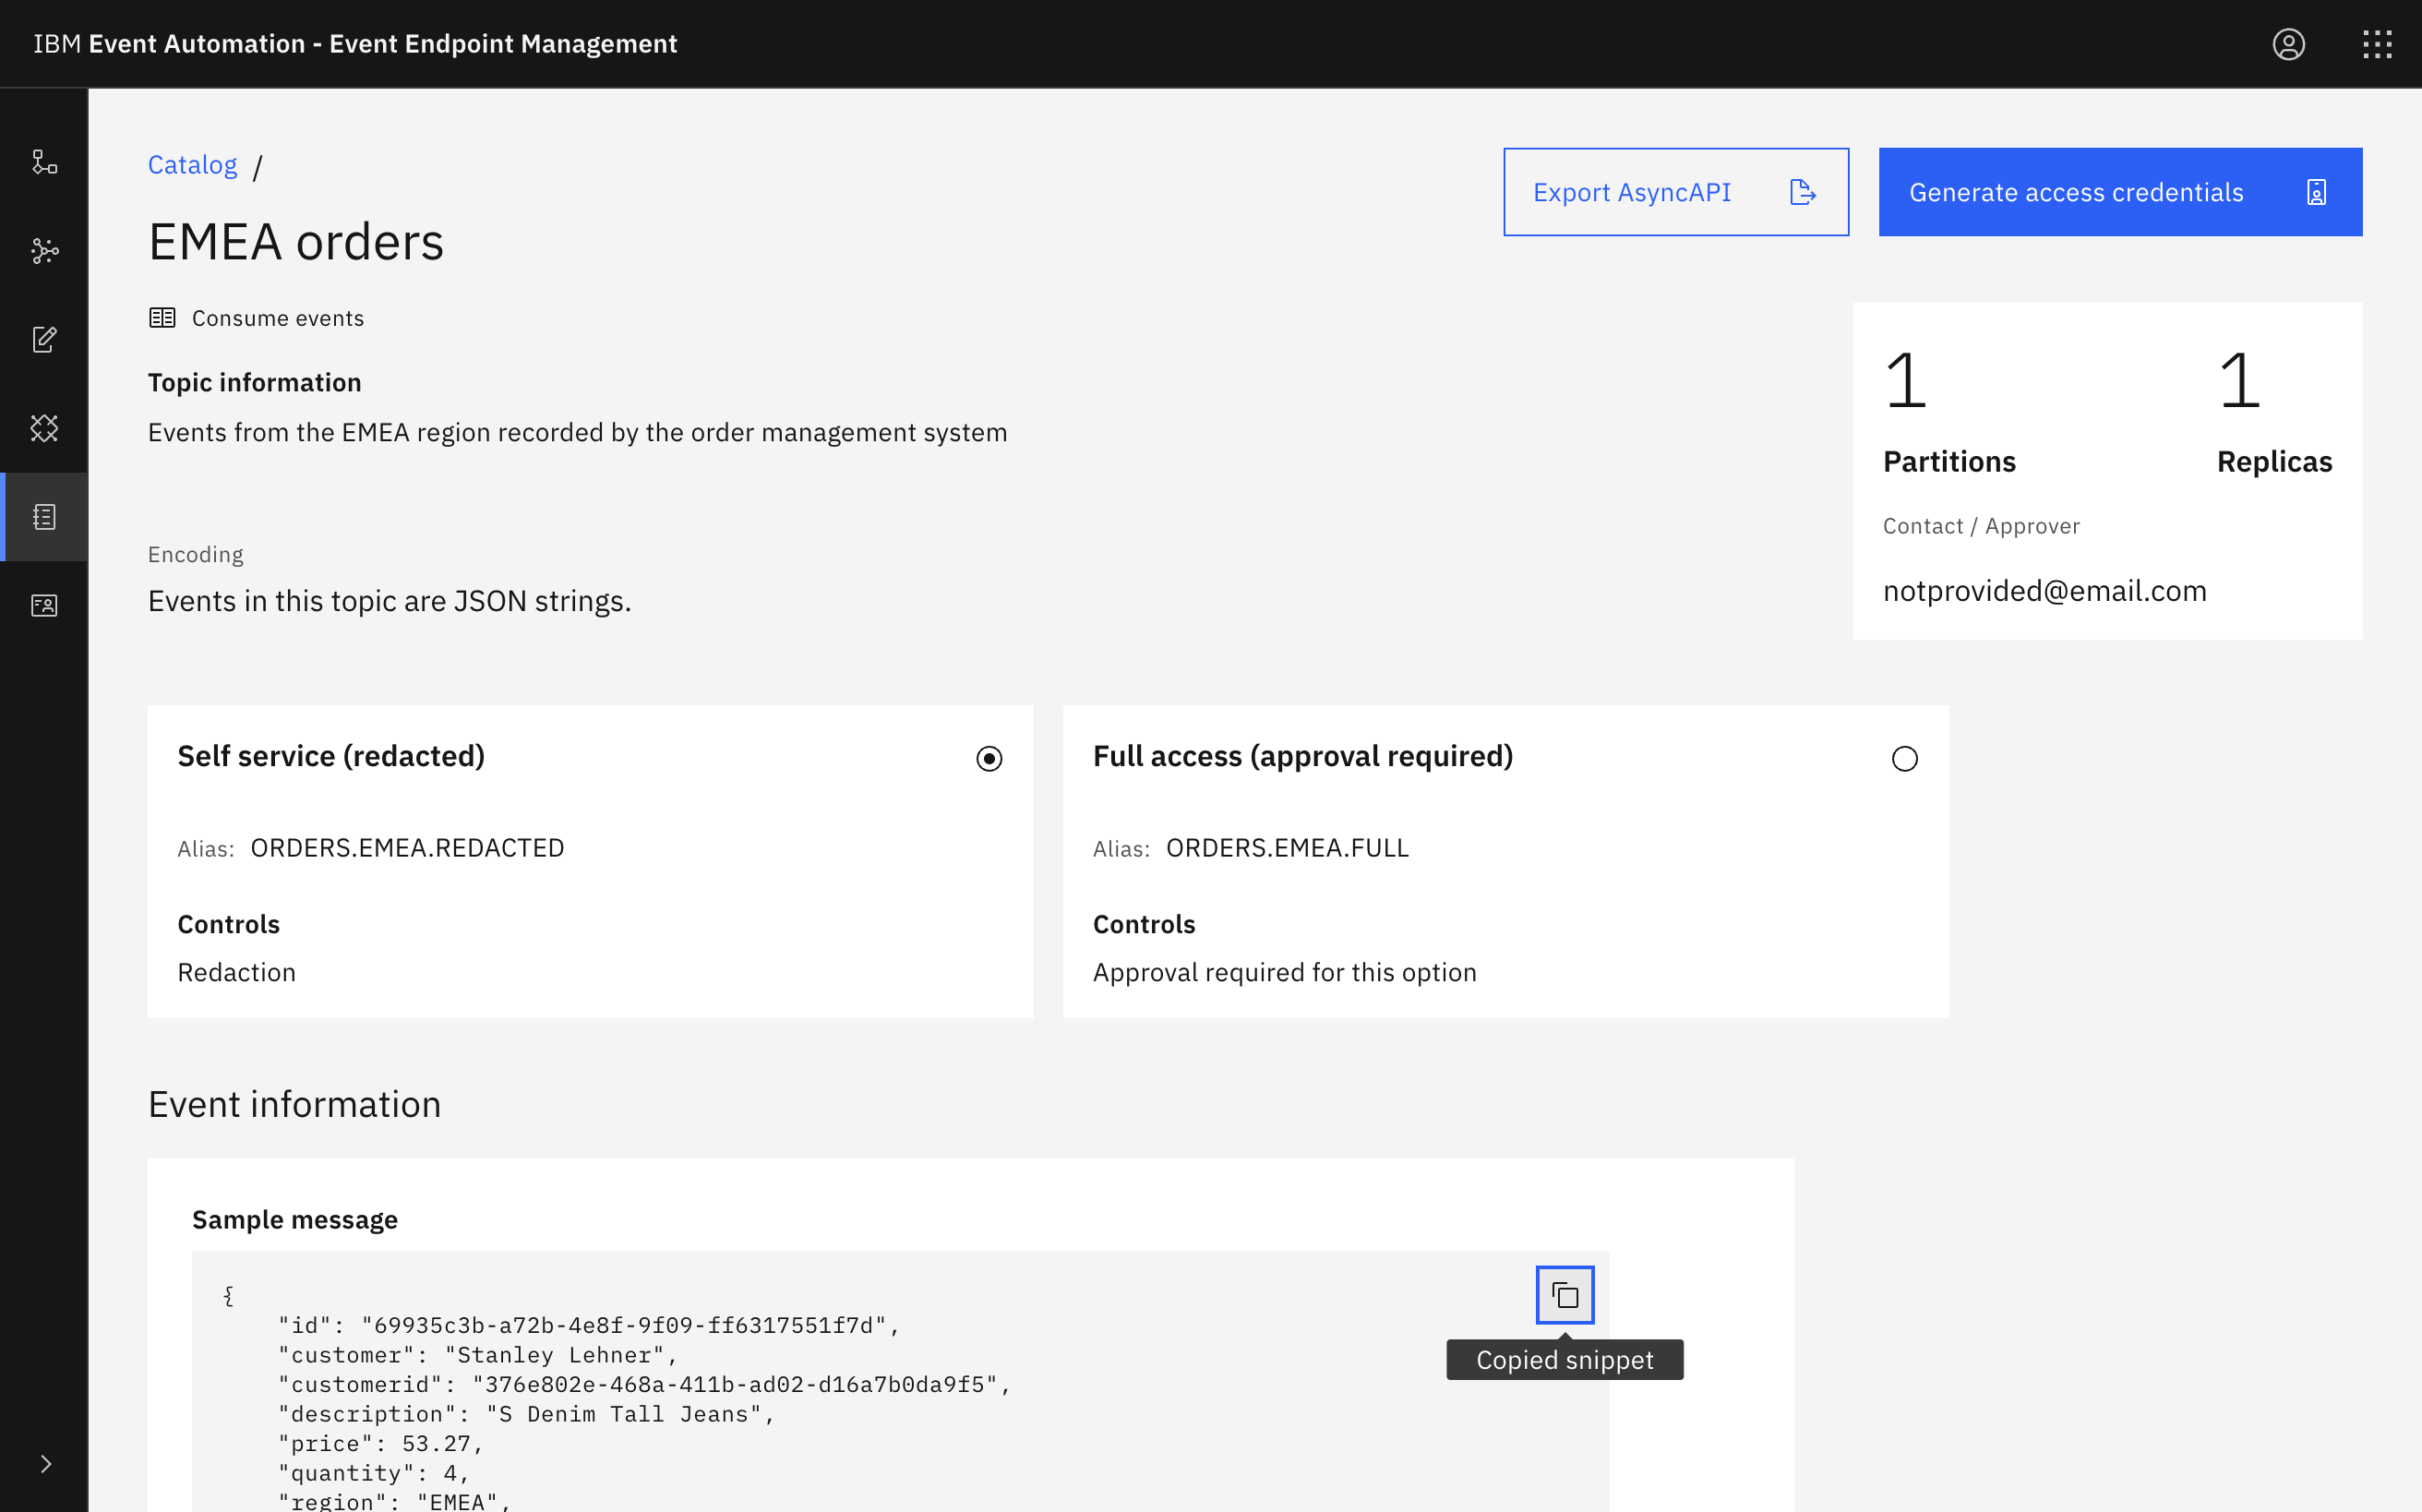 IBM Event Automation - Event Endpoint Management
Catalog /
Export AsyncAPI
Generate access credentials
EMEA orders
Consume events
Topic information
Events from the EMEA region recorded by the order management system
1
1
Partitions
Replicas
Contact / Approver
notprovided@email.com
Encoding
Events in this topic are JSON strings.
Self service (redacted)
Alias: ORDERS.EMEA.REDACTED
Controls
Redaction
Full access (approval required)
Alias: ORDERS.EMEA.FULL
Controls
Approval required for this option
Event information
Sample message
{
"id": "69935c3b-a72b-4e8f-9f09-ff6317551f7d",
"customer": "Stanley Lehner",
"customerid": "376e802e-468a-411b-ad02-d16a7b0da9f5",
"description": "S Denim Tall Jeans",
"price": 53.27,
"quantity": 4,
"region": "EMEA",
Copied snippet